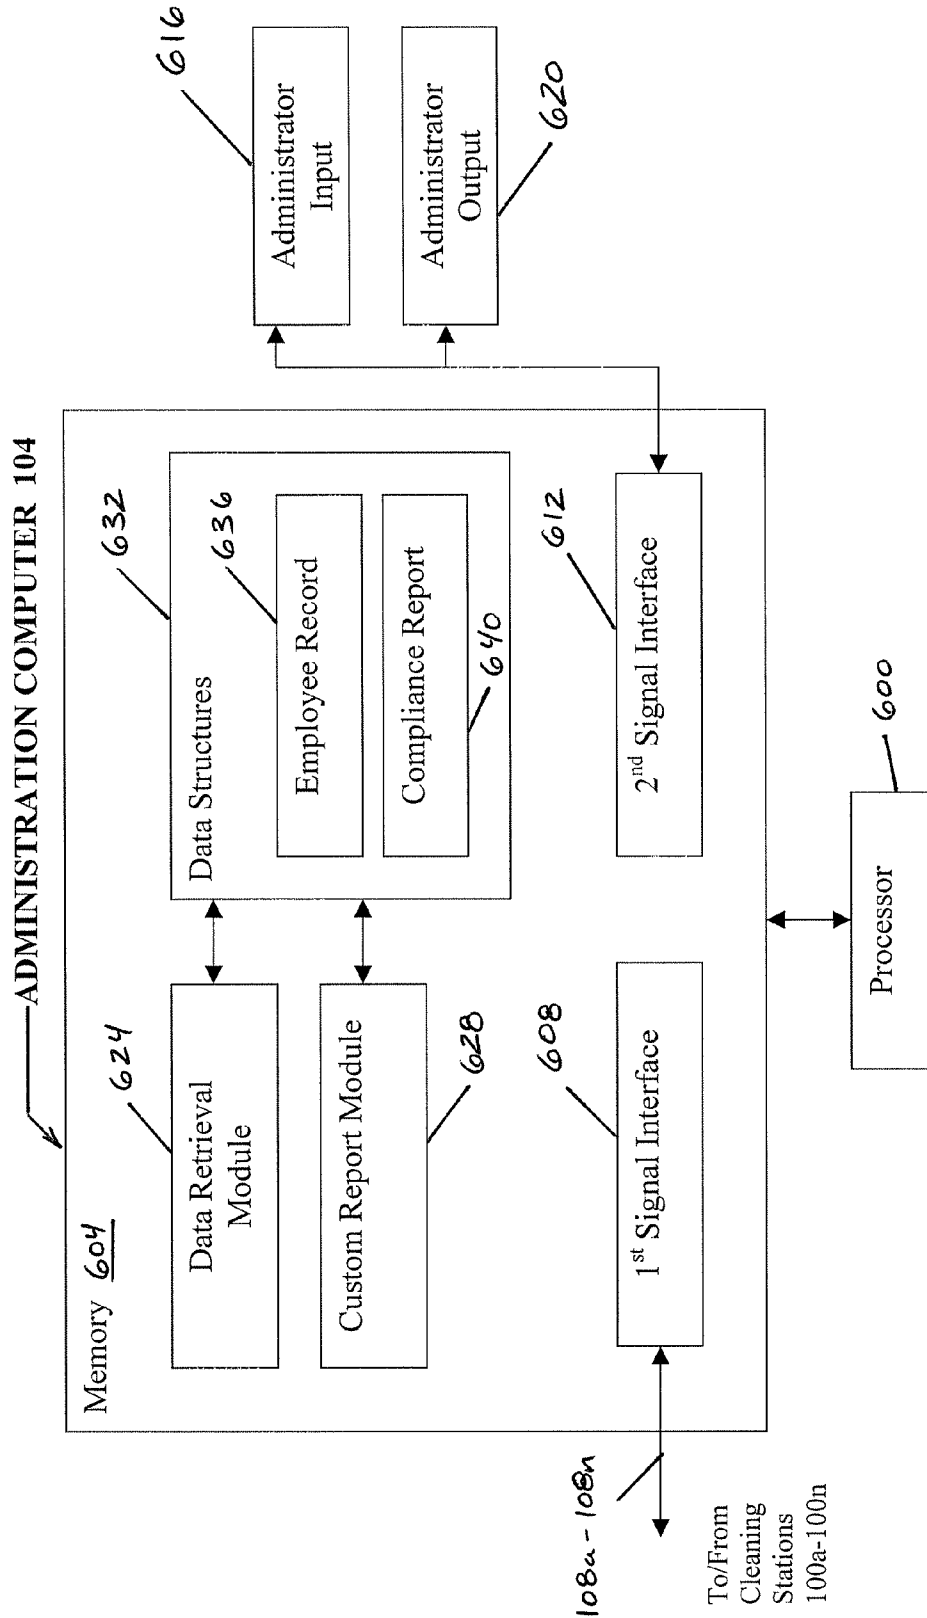 ADMINISTRATION COMPUTER 104
Memory 604
624
Data Retrieval
Module
Custom Report Module
628
632
Data Structures
636
Employee Record
Compliance Report
640
608
1st Signal Interface
612
2nd Signal Interface
616
Administrator
Input
Administrator
Output
620
108a-108n
To/From
Cleaning
Stations
100a-100n
600
Processor